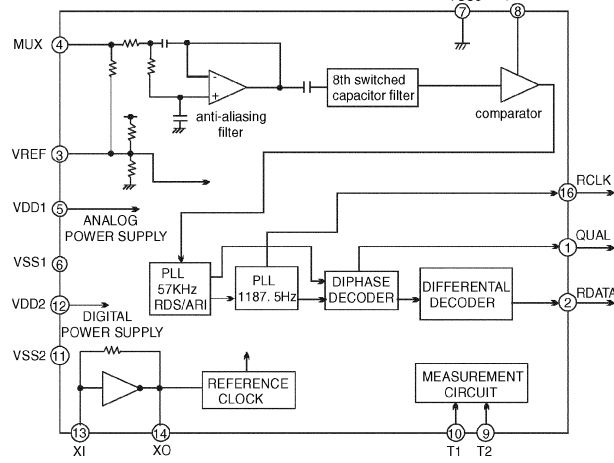 7
8
MUX
4
-
+
anti-aliasing
filter
8th switched
capacitor filter
comparator
VREF
3
16
RCLK
VDD1
5
ANALOG
POWER SUPPLY
QUAL
1
VSS1
6
PLL
57KHz
RDS/ARI
PLL
1187. 5Hz
DIPHASE
DECODER
DIFFERENTAL
DECODER
VDD2
12
DIGITAL
POWER SUPPLY
2
RDATA
VSS2
11
REFERENCE
CLOCK
MEASUREMENT
CIRCUIT
13
14
10
9
XI
XO
T1
T2